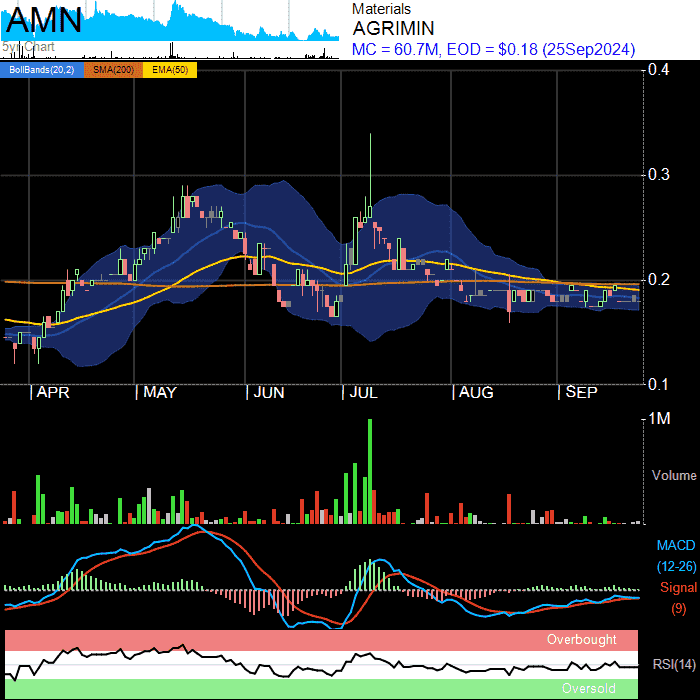 AMN
5yr Chart
Materials
AGRIMIN
MC = 60.7M, EOD = $0.18 (25Sep2024)
BollBands(20,2) SMA(200) EMA(50)
0.4
0.3
0.2
0.1
APR MAY JUN JUL AUG SEP
1M
Volume
MACD
(12-26)
Signal
(9)
Overbought
RSI(14)
Oversold